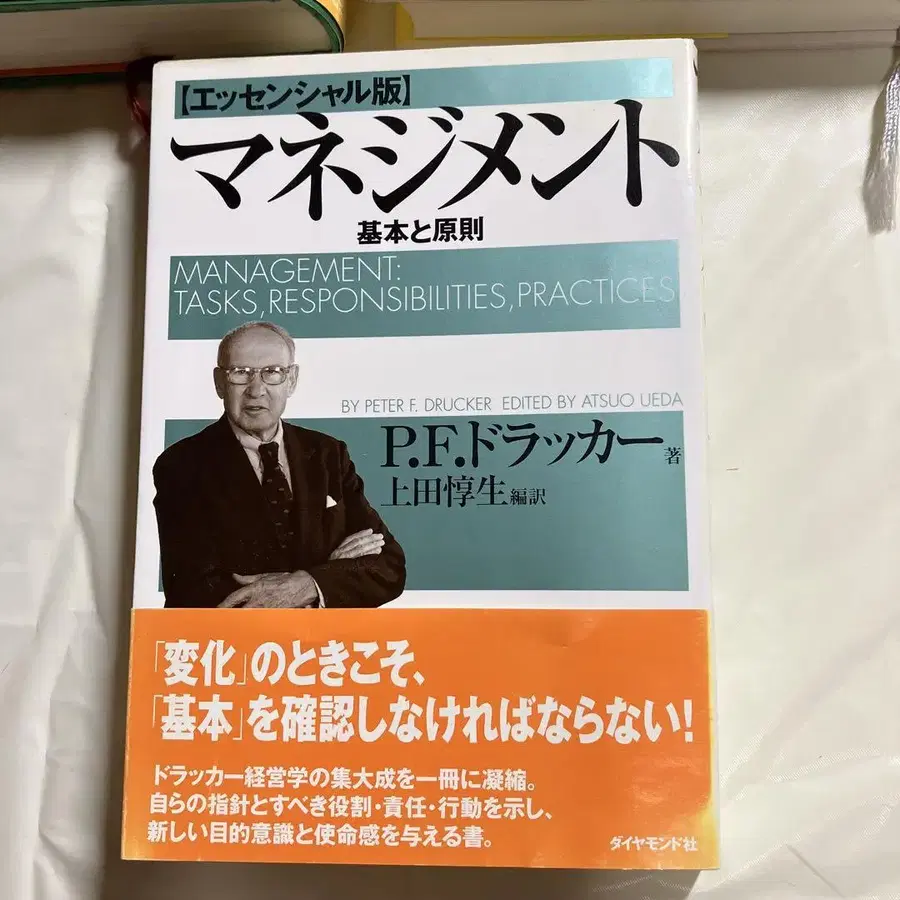 【エッセンシャル版】
マネジメント
基本と原則
MANAGEMENT:
TASKS, RESPONSIBILITIES, PRACTICES
BY PETER F. DRUCKER EDITED BY ATSUO UEDA
P.F.ドラッカー 著
上田惇生 編訳
「変化」のときこそ、
「基本」を確認しなければならない!
ドラッカー経営学の集大成を一冊に凝縮。
自らの指針とすべき役割・責任・行動を示し、
新しい目的意識と使命感を与える書。
ダイヤモンド社